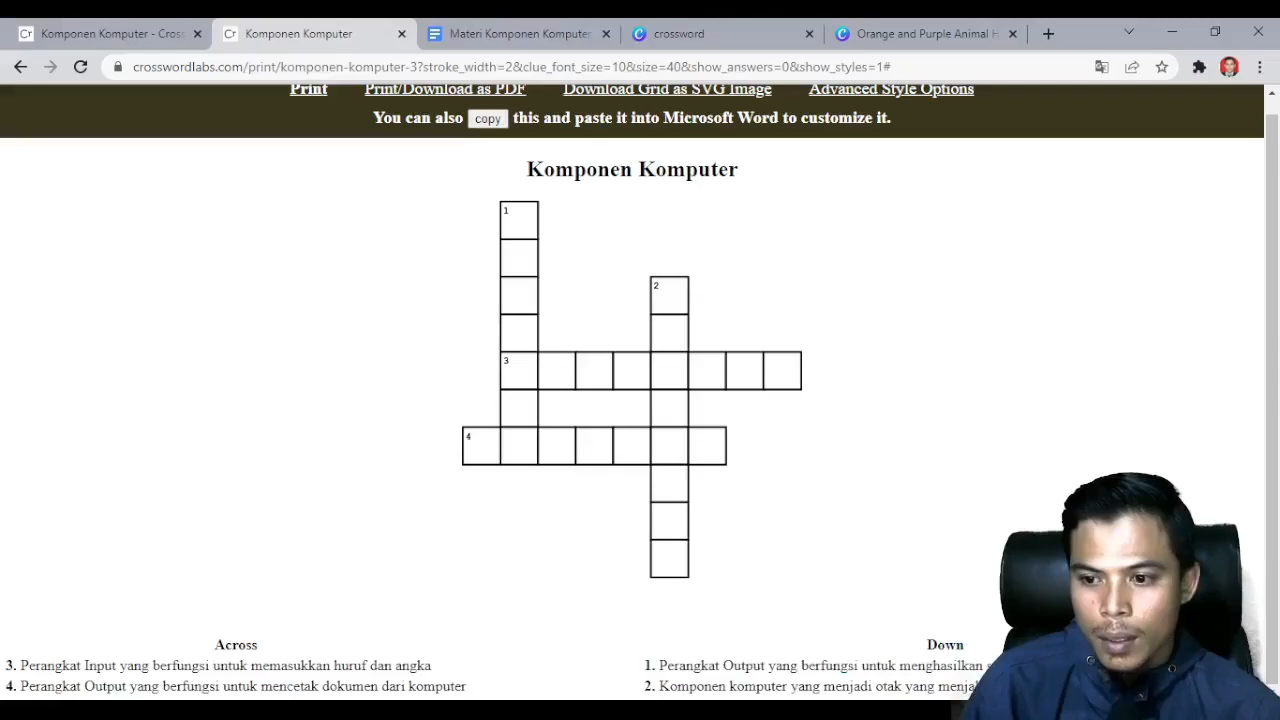 Komponen Komputer - Cross
Komponen Komputer
Materi Komponen Komputer
crossword
Orange and Purple Animal H
crosswordlabs.com/print/komponen-komputer-3?stroke_width=2&clue_font_size=10&size=40&show_answers=0&show_styles=1#
Print Print/Download as PDF Download Grid as SVG Image Advanced Style Options
You can also copy this and paste it into Microsoft Word to customize it.
Komponen Komputer
1
2
3
4
Across
3. Perangkat Input yang berfungsi untuk memasukkan huruf dan angka
4. Perangkat Output yang berfungsi untuk mencetak dokumen dari komputer
Down
1. Perangkat Output yang berfungsi untuk menghasilkan
2. Komponen komputer yang menjadi otak yang